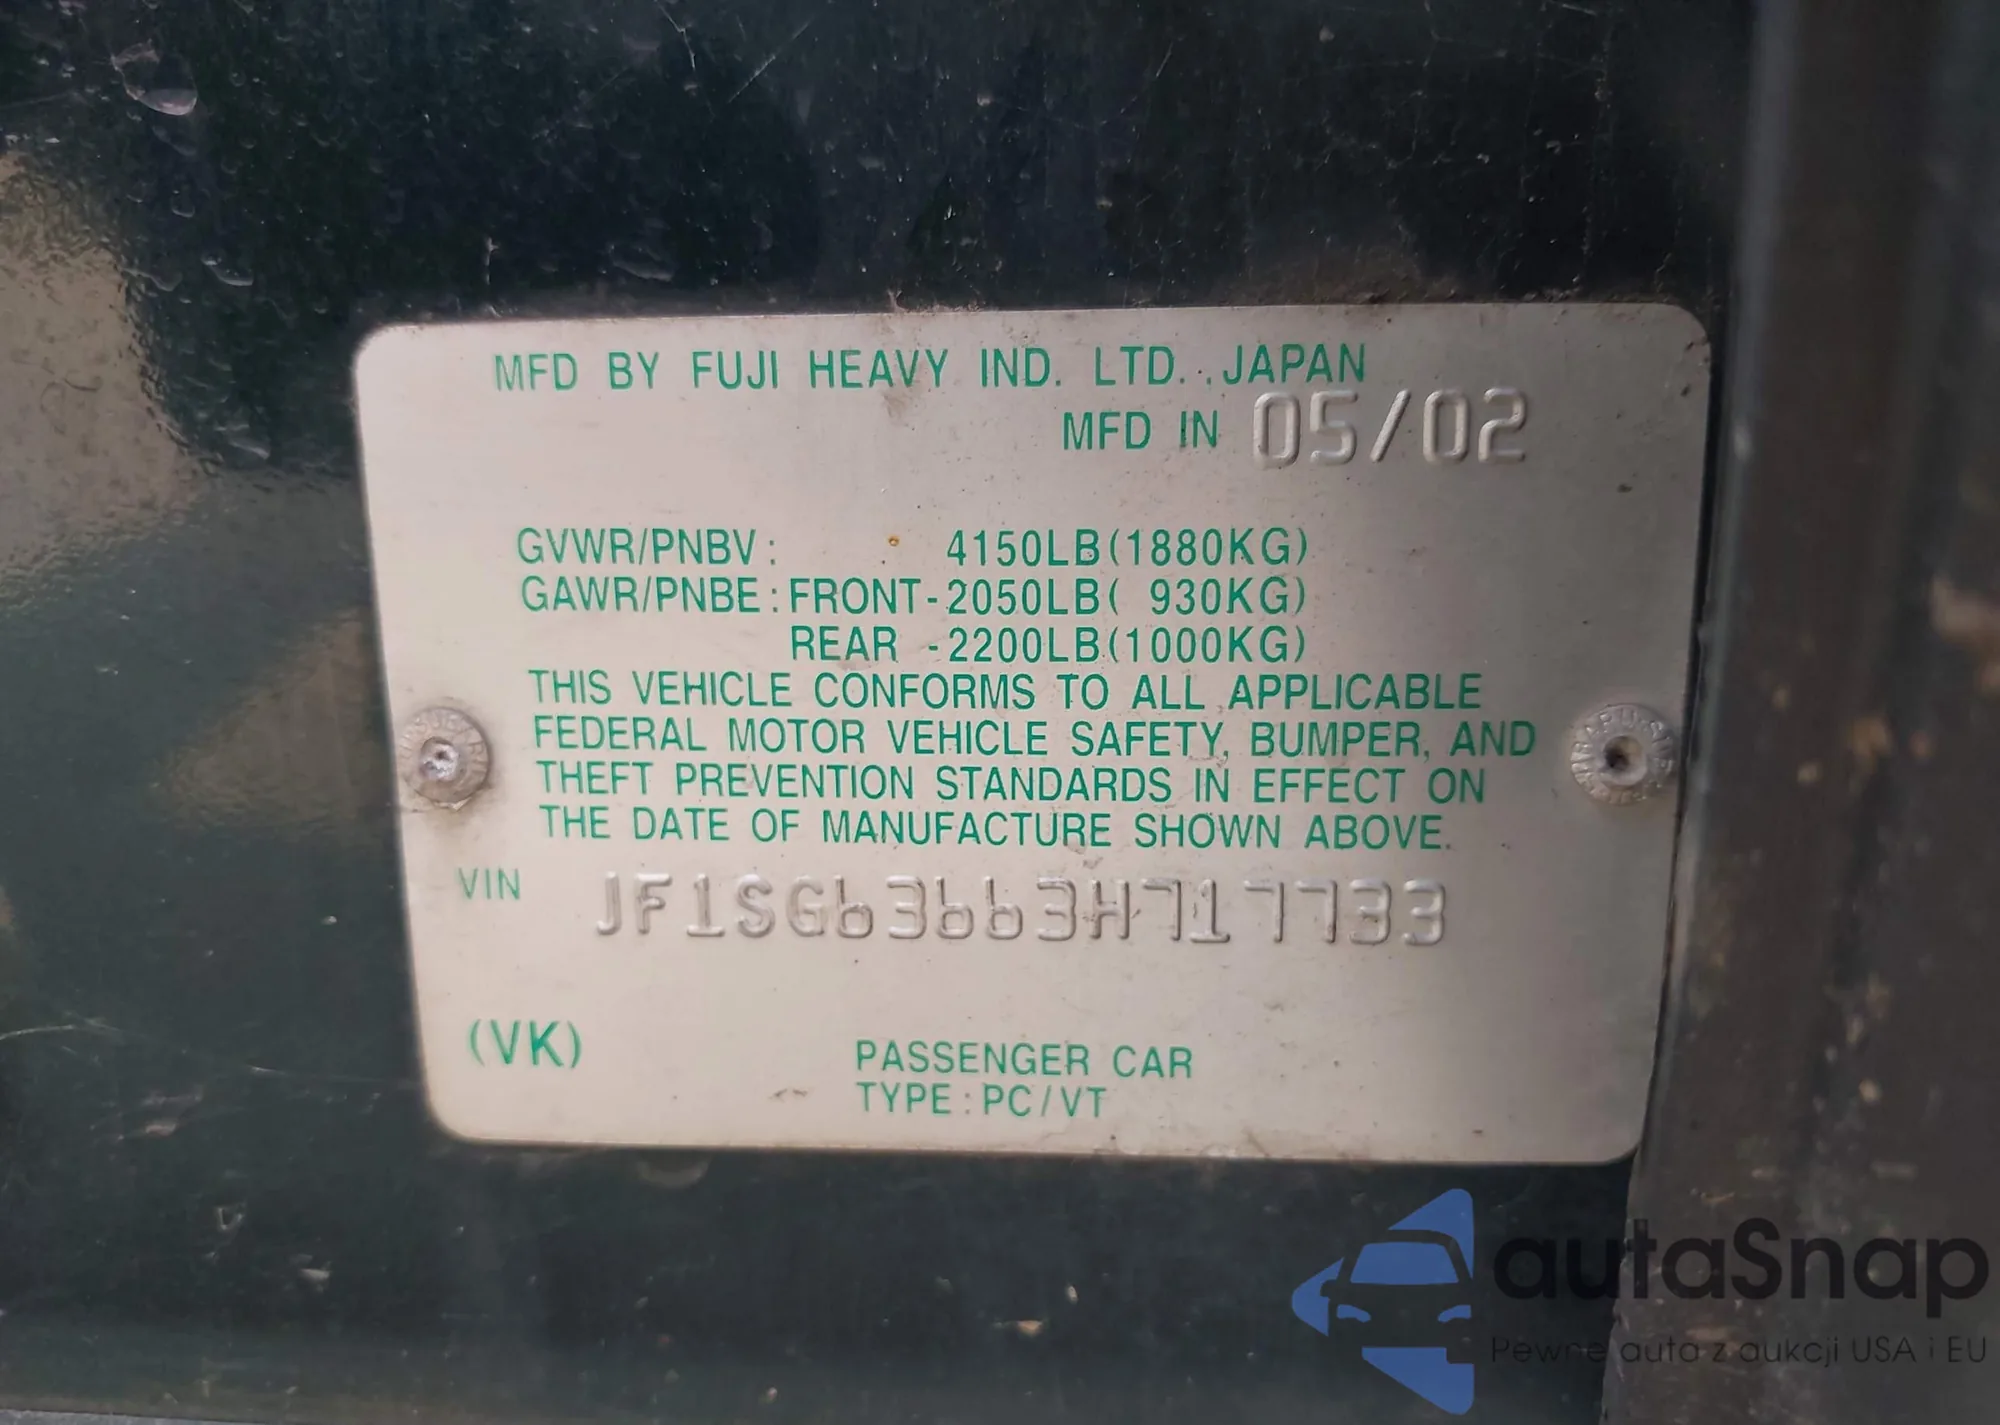 MFD BY FUJI HEAVY IND. LTD., JAPAN
MFD IN 05/02
GVWR/PNBV: 4150LB(1880KG)
GAWR/PNBE: FRONT-2050LB( 930KG)
REAR -2200LB(1000KG)
THIS VEHICLE CONFORMS TO ALL APPLICABLE
FEDERAL MOTOR VEHICLE SAFETY, BUMPER, AND
THEFT PREVENTION STANDARDS IN EFFECT ON
THE DATE OF MANUFACTURE SHOWN ABOVE.
VIN JF1SG63663H717733
(VK)
PASSENGER CAR
TYPE: PC/VT
autaSnap
Pewne auta z aukcji USA i EU